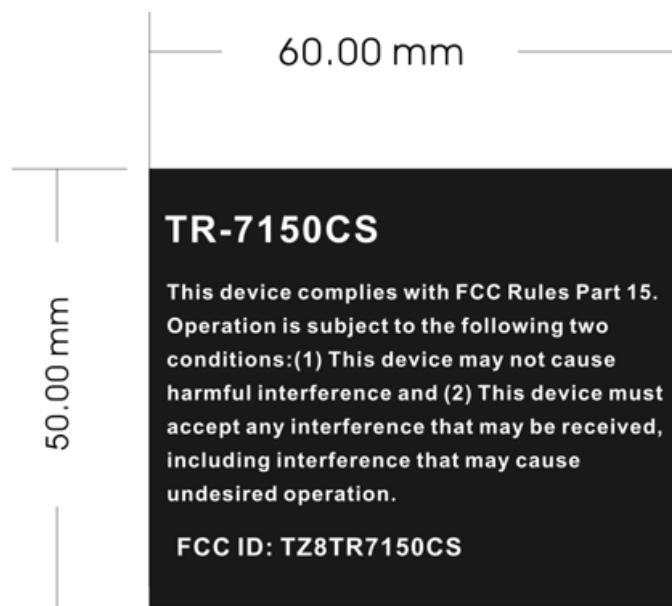 60.00 mm
50.00 mm
TR-7150CS
This device complies with FCC Rules Part 15.
Operation is subject to the following two
conditions:(1) This device may not cause
harmful interference and (2) This device must
accept any interference that may be received,
including interference that may cause
undesired operation.
FCC ID: TZ8TR7150CS